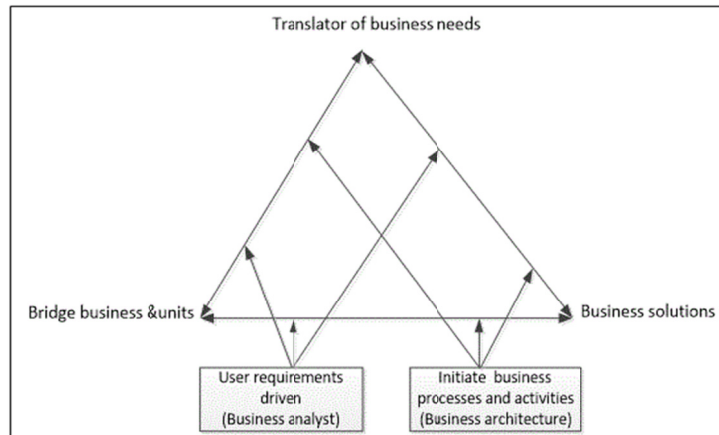 Translator of business needs
Bridge business &units
Business solutions
User requirements
driven
(Business analyst)
Initiate business
processes and activities
(Business architecture)